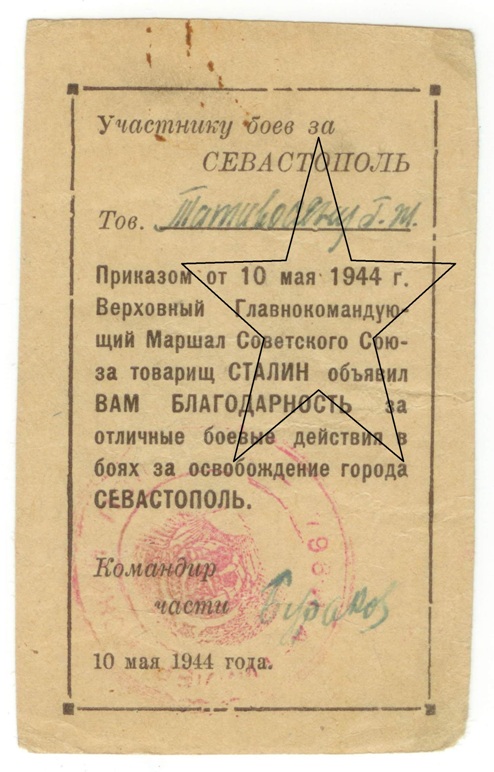 Участнику боев за
СЕВАСТОПОЛЬ
Тов. Тативосяну Г. Т.
Приказом от 10 мая 1944 г.
Верховный Главнокомандую-
щий Маршал Советского Сою-
за товарищ СТАЛИН объявил
ВАМ БЛАГОДАРНОСТЬ за
отличные боевые действия в
боях за освобождение города
СЕВАСТОПОЛЬ.
Командир
части
10 мая 1944 года.